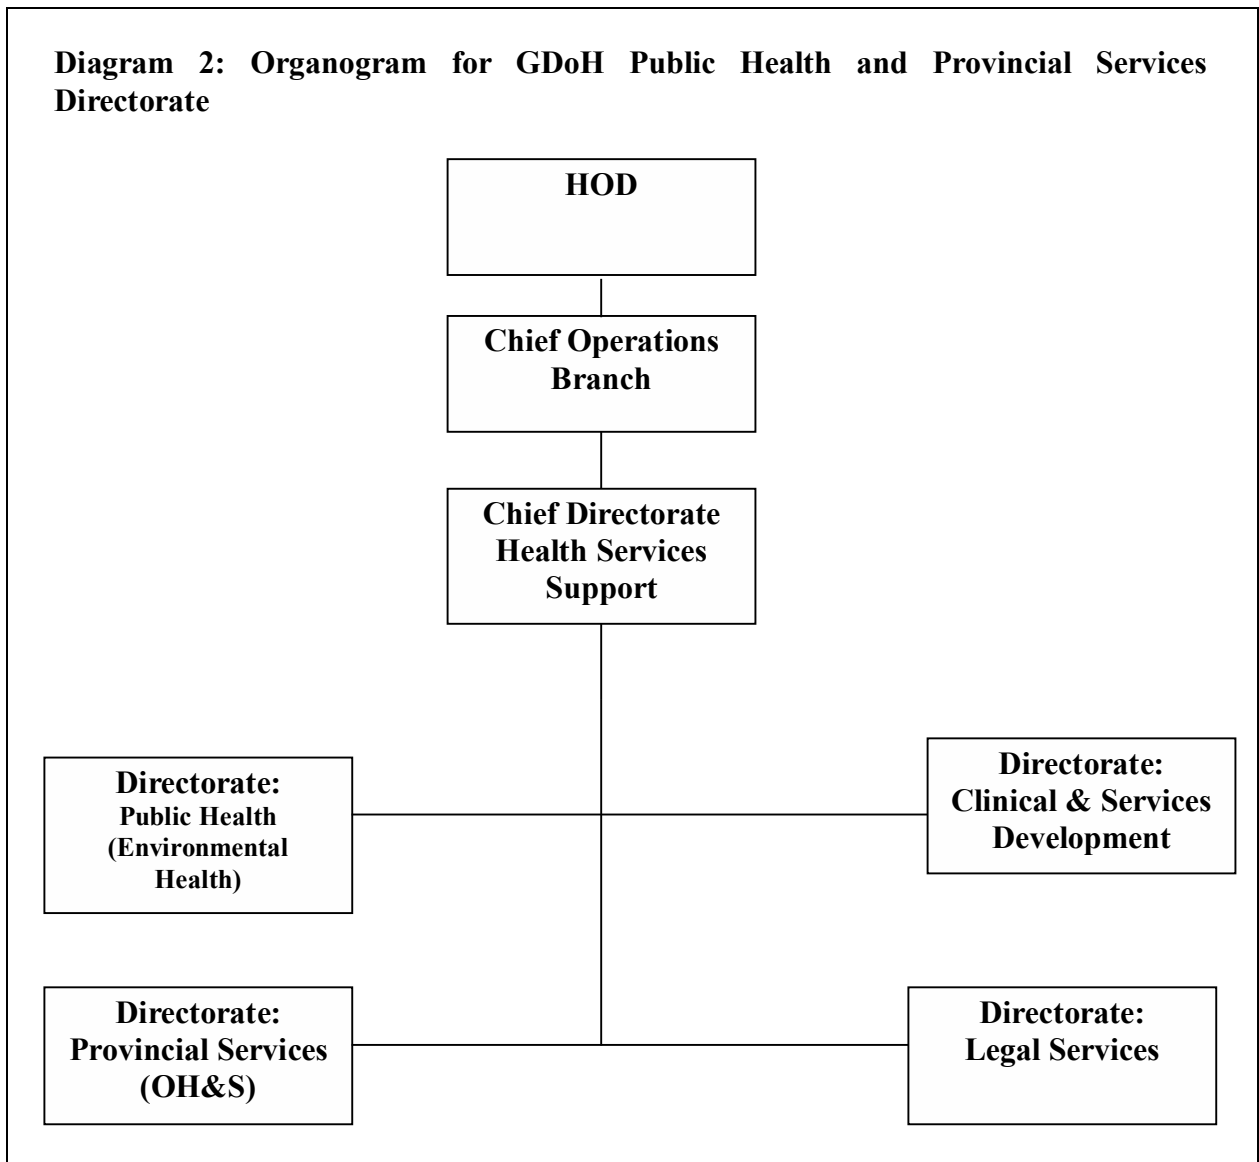 Diagram 2: Organogram for GDoH Public Health and Provincial Services
Directorate
HOD
Chief Operations
Branch
Chief Directorate
Health Services
Support
Directorate:
Public Health
(Environmental
Health)
Directorate:
Clinical & Services
Development
Directorate:
Provincial Services
(OH&S)
Directorate:
Legal Services